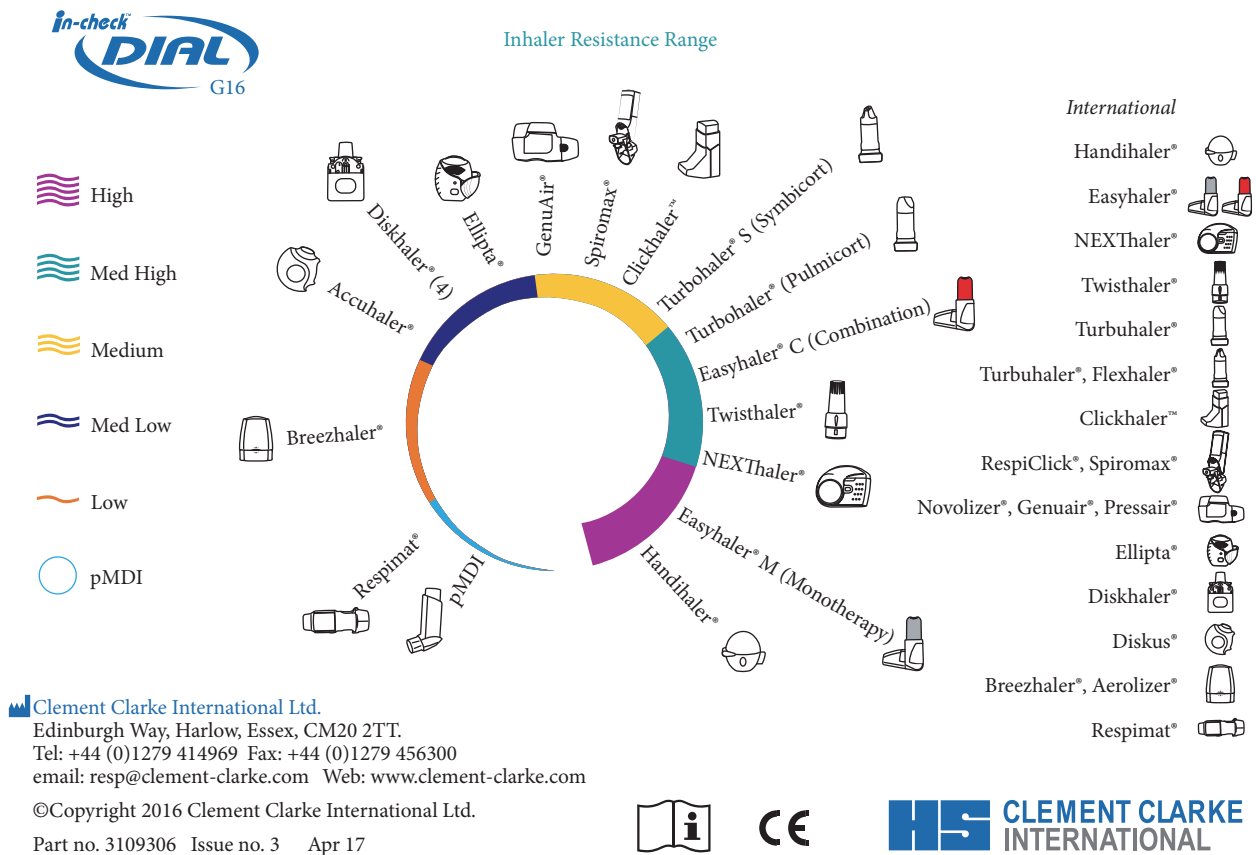 in-check™
DIAL
G16
Inhaler Resistance Range
High
Med High
Medium
Med Low
Low
pMDI
pMDI
Respimat®
Breezhaler®
Accuhaler®
Diskhaler® (4)
Ellipta®
GenuAir®
Spiromax®
Clickhaler™
Turbohaler® S (Symbicort)
Turbohaler® (Pulmicort)
Easyhaler® C (Combination)
Twisthaler®
NEXThaler®
Easyhaler® M (Monotherapy)
Handihaler®
International
Handihaler®
Easyhaler®
NEXThaler®
Twisthaler®
Turbuhaler®
Turbuhaler®, Flexhaler®
Clickhaler™
RespiClick®, Spiromax®
Novolizer®, Genuair®, Pressair®
Ellipta®
Diskhaler®
Diskus®
Breezhaler®, Aerolizer®
Respimat®
Clement Clarke International Ltd.
Edinburgh Way, Harlow, Essex, CM20 2TT.
Tel: +44 (0)1279 414969 Fax: +44 (0)1279 456300
email: resp@clement-clarke.com Web: www.clement-clarke.com
©Copyright 2016 Clement Clarke International Ltd.
Part no. 3109306 Issue no. 3 Apr 17
i
CE
HS
CLEMENT CLARKE
INTERNATIONAL